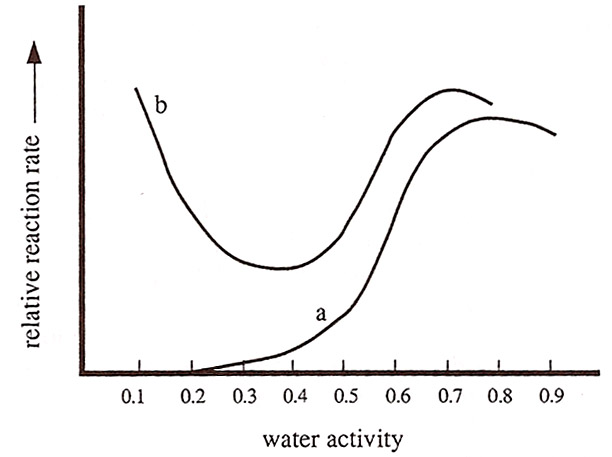 relative reaction rate
b
a
0.1 0.2 0.3 0.4 0.5 0.6 0.7 0.8 0.9
water activity